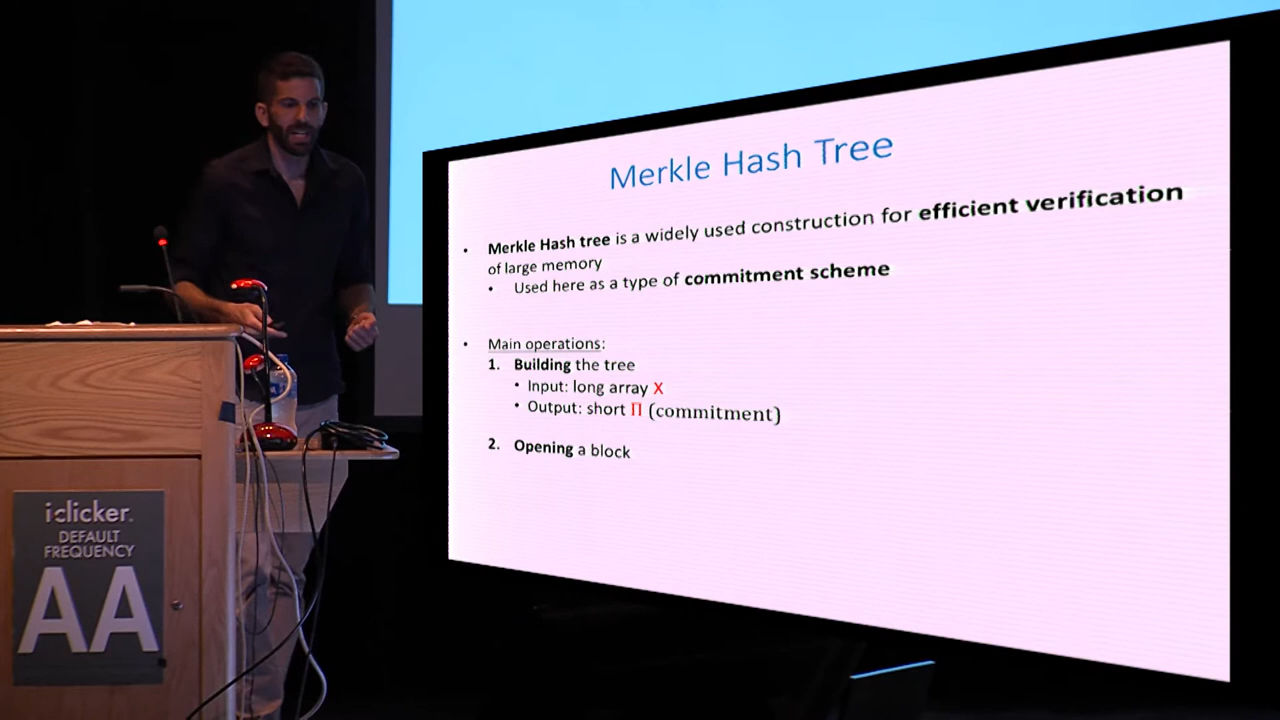 Merkle Hash Tree
• Merkle Hash tree is a widely used construction for efficient verification
of large memory
• Used here as a type of commitment scheme
• Main operations:
1. Building the tree
• Input: long array X
• Output: short Π (commitment)
2. Opening a block
iclicker.
DEFAULT
FREQUENCY
AA